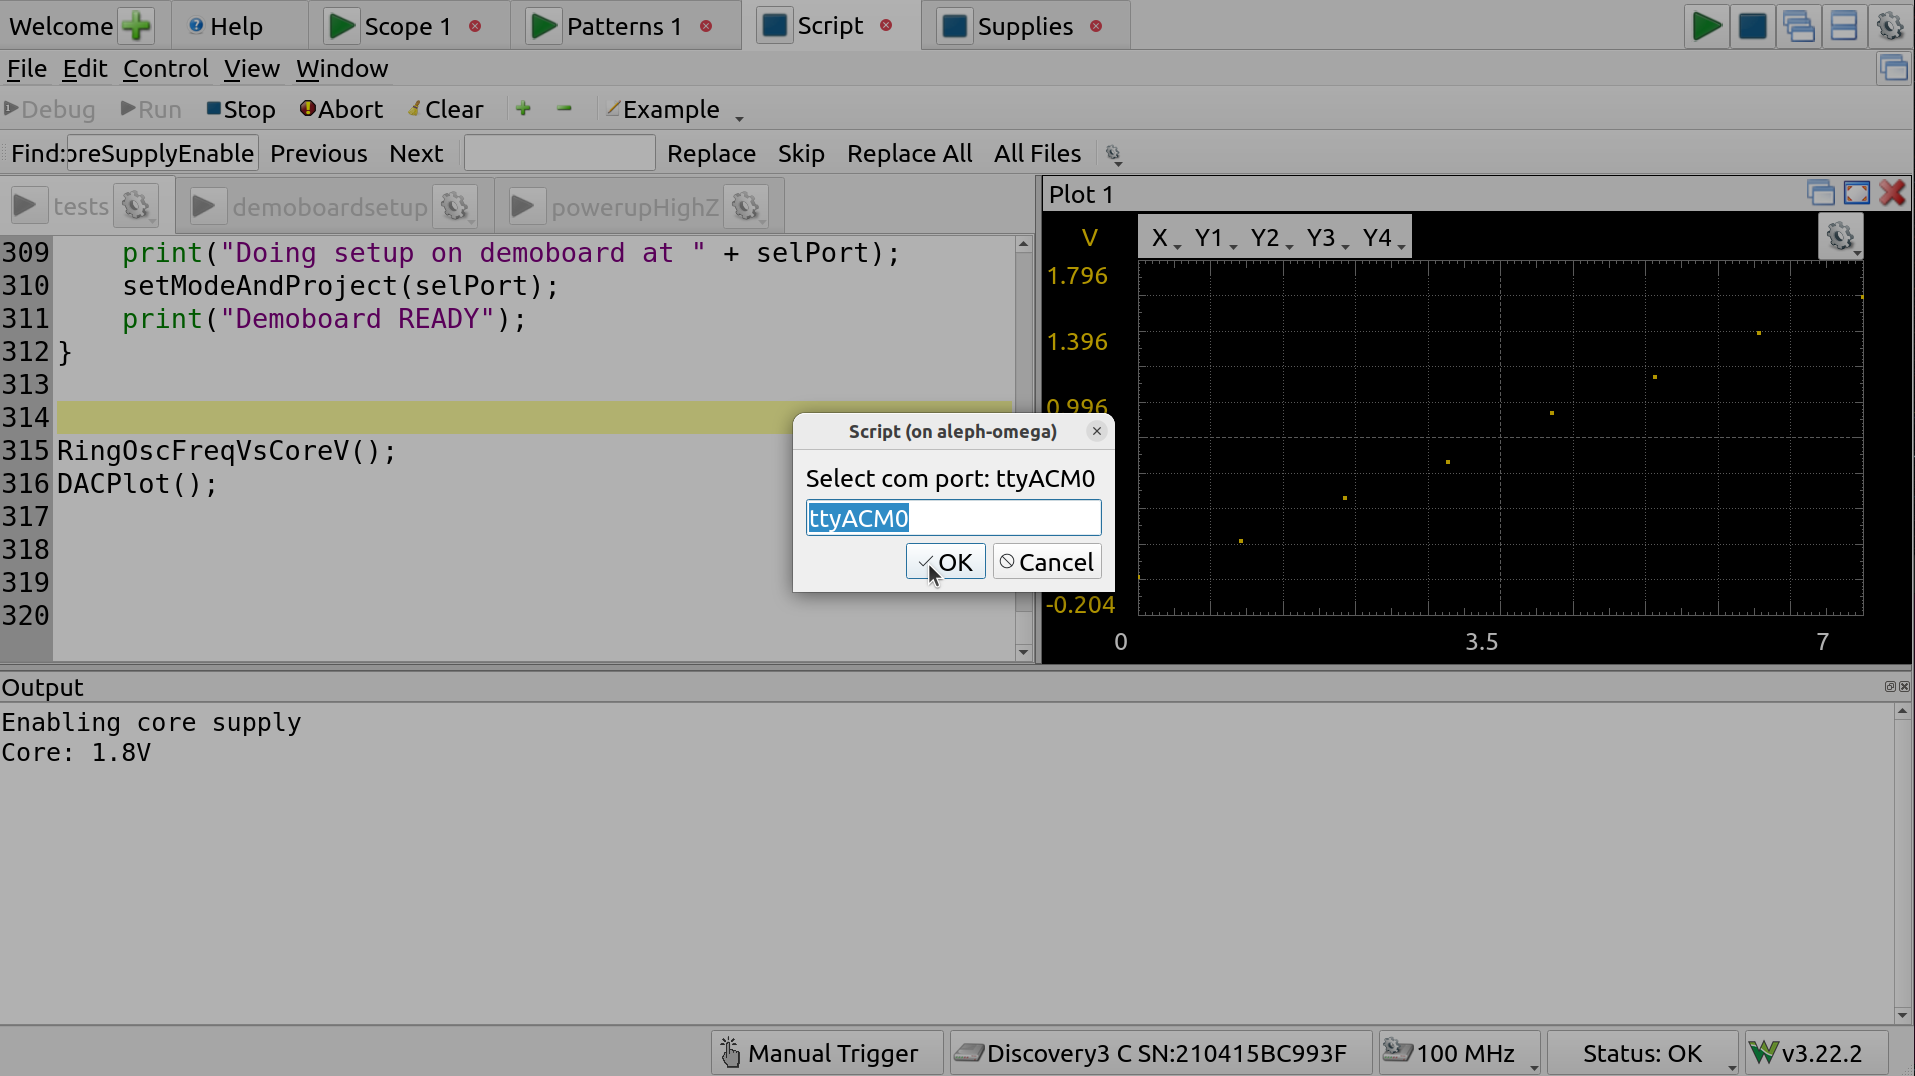 Welcome Help Scope 1 Patterns 1 Script Supplies
File Edit Control View Window
Debug Run Stop Abort Clear Example
Find: oreSupplyEnable Previous Next Replace Skip Replace All All Files
tests demoboardsetup powerupHighZ
309 print("Doing setup on demoboard at " + selPort);
310 setModeAndProject(selPort);
311 print("Demoboard READY");
312 }
313
314
315 RingOscFreqVsCoreV();
316 DACPlot();
317
318
319
320
Plot 1
V X Y1 Y2 Y3 Y4
1.796
1.396
0.996
-0.204
0 3.5 7
Script (on aleph-omega)
Select com port: ttyACM0
ttyACM0
OK Cancel
Output
Enabling core supply
Core: 1.8V
Manual Trigger Discovery3 C SN:210415BC993F 100 MHz Status: OK v3.22.2